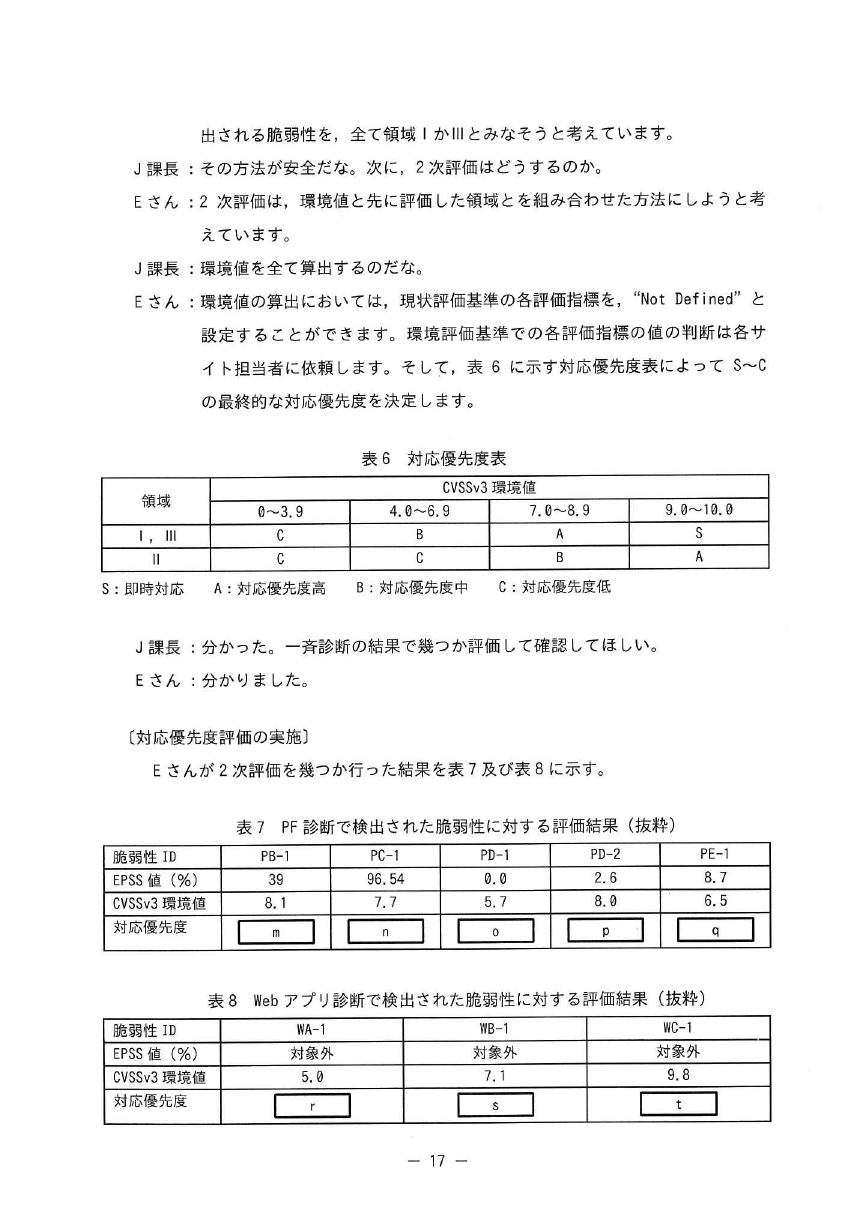 出される脆弱性を，全て領域ⅠかⅢとみなそうと考えています。
J課長：その方法が安全だな。次に，2次評価はどうするのか。
Eさん：2次評価は，環境値と先に評価した領域とを組み合わせた方法にしようと考
えています。
J課長：環境値を全て算出するのだな。
Eさん：環境値の算出においては，現状評価基準の各評価指標を，“Not Defined”と
設定することができます。環境評価基準での各評価指標の値の判断は各サ
イト担当者に依頼します。そして，表 6 に示す対応優先度表によって S～C
の最終的な対応優先度を決定します。
表6　対応優先度表
領域　CVSSv3環境値
0～3.9　4.0～6.9　7.0～8.9　9.0～10.0
Ⅰ，Ⅲ　C　B　A　S
Ⅱ　C　C　B　A
S：即時対応　A：対応優先度高　B：対応優先度中　C：対応優先度低
J課長：分かった。一斉診断の結果で幾つか評価して確認してほしい。
Eさん：分かりました。
〔対応優先度評価の実施〕
Eさんが2次評価を幾つか行った結果を表7及び表8に示す。
表7　PF診断で検出された脆弱性に対する評価結果（抜粋）
脆弱性ID　PB-1　PC-1　PD-1　PD-2　PE-1
EPSS値（％）　39　96.54　0.0　2.6　8.7
CVSSv3環境値　8.1　7.7　5.7　8.0　6.5
対応優先度　m　n　o　p　q
表8　Webアプリ診断で検出された脆弱性に対する評価結果（抜粋）
脆弱性ID　WA-1　WB-1　WC-1
EPSS値（％）　対象外　対象外　対象外
CVSSv3環境値　5.0　7.1　9.8
対応優先度　r　s　t
－ 17 －